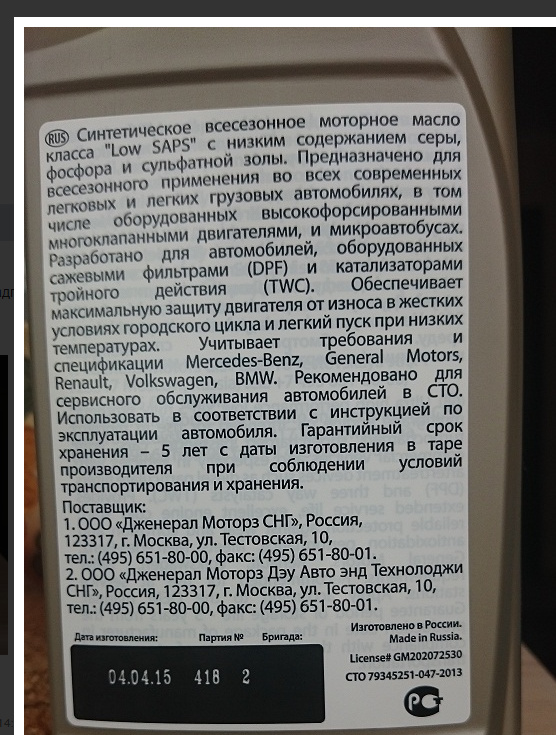 RUS Синтетическое всесезонное моторное масло
класса "Low SAPS" с низким содержанием серы,
фосфора и сульфатной золы. Предназначено для
всесезонного применения во всех современных
легковых и легких грузовых автомобилях, в том
числе оборудованных высокофорсированными
многоклапанными двигателями, и микроавтобусах.
Разработано для автомобилей, оборудованных
сажевыми фильтрами (DPF) и катализаторами
тройного действия (TWC). Обеспечивает
максимальную защиту двигателя от износа в жестких
условиях городского цикла и легкий пуск при низких
температурах. Учитывает требования и
спецификации Mercedes-Benz, General Motors,
Renault, Volkswagen, BMW. Рекомендовано для
сервисного обслуживания автомобилей в СТО.
Использовать в соответствии с инструкцией по
эксплуатации автомобиля. Гарантийный срок
хранения – 5 лет с даты изготовления в таре
производителя при соблюдении условий
транспортирования и хранения.
Поставщик:
1. ООО «Дженерал Моторз СНГ», Россия,
123317, г. Москва, ул. Тестовская, 10,
тел.: (495) 651-80-00, факс: (495) 651-80-01.
2. ООО «Дженерал Моторз Дэу Авто энд Технолоджи
СНГ», Россия, 123317, г. Москва, ул. Тестовская, 10,
тел.: (495) 651-80-00, факс: (495) 651-80-01.
Дата изготовления: Партия № Бригада:
04.04.15 418 2
Изготовлено в России.
Made in Russia.
License# GM202072530
СТО 79345251-047-2013
РСТ